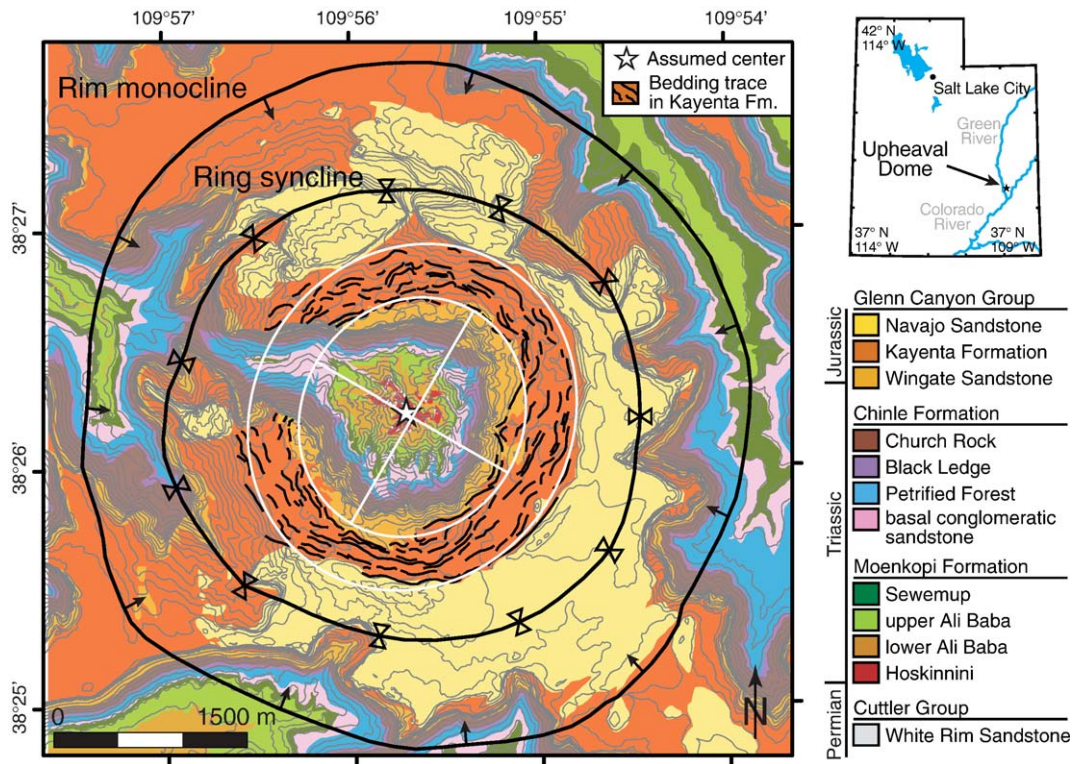 109°57' 109°56' 109°55' 109°54'
Rim monocline
Ring syncline
Assumed center
Bedding trace
in Kayenta Fm.
38°27'
38°26'
38°25'
0 1500 m
N
42° N
114° W
Salt Lake City
Green
River
Upheaval
Dome
Colorado
River
37° N
114° W
37° N
109° W
Jurassic
Glenn Canyon Group
Navajo Sandstone
Kayenta Formation
Wingate Sandstone
Triassic
Chinle Formation
Church Rock
Black Ledge
Petrified Forest
basal conglomeratic
sandstone
Moenkopi Formation
Sewemup
upper Ali Baba
lower Ali Baba
Hoskinnini
Permian
Cuttler Group
White Rim Sandstone